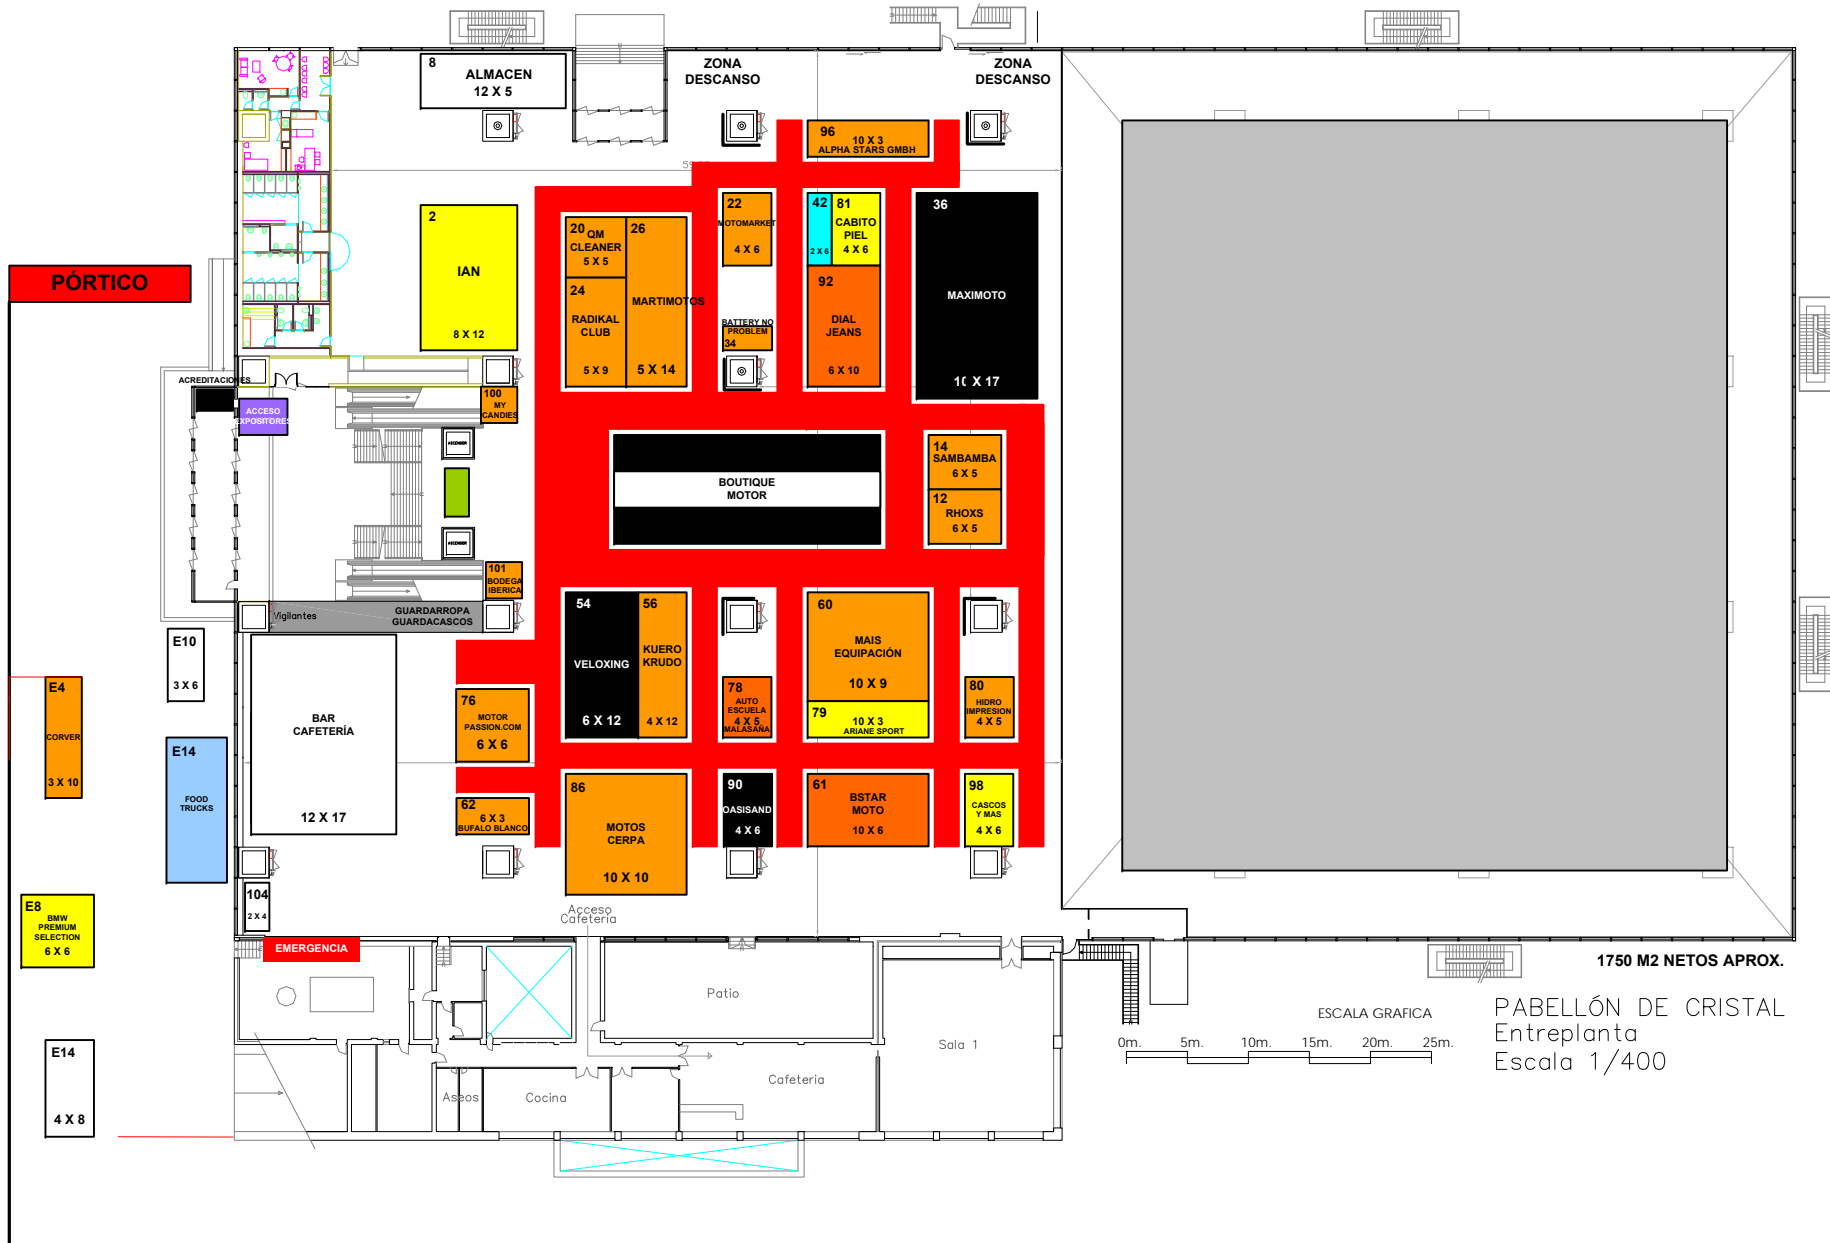 8
ALMACEN
12 X 5
ZONA
DESCANSO
ZONA
DESCANSO
96
10 X 3
ALPHA STARS GMBH
2
IAN
8 X 12
20
QM
CLEANER
5 X 5
26
MARTIMOTOS
5 X 14
24
RADIKAL
CLUB
5 X 9
22
MOTOMARKET
4 X 6
42
2 X 6
81
CABITO
PIEL
4 X 6
36
MAXIMOTO
10 X 17
92
DIAL
JEANS
6 X 10
BATTERY NO
PROBLEM
34
PÓRTICO
ACREDITACIONES
ACCESO
EXPOSITORES
100
MY
CANDIES
ASCENSOR
ASCENSOR
BOUTIQUE
MOTOR
14
SAMBAMBA
6 X 5
12
RHOXS
6 X 5
101
BODEGA
IBERICA
Vigilantes
GUARDARROPA
GUARDACASCOS
54
VELOXING
6 X 12
56
KUERO
KRUDO
4 X 12
60
MAIS
EQUIPACIÓN
10 X 9
79
10 X 3
ARIANE SPORT
78
AUTO
ESCUELA
4 X 5
MALASAÑA
80
HIDRO
IMPRESION
4 X 5
E10
3 X 6
E4
CORVER
3 X 10
E14
FOOD
TRUCKS
BAR
CAFETERÍA
12 X 17
76
MOTOR
PASSION.COM
6 X 6
62
6 X 3
BUFALO BLANCO
86
MOTOS
CERPA
10 X 10
90
OASISAND
4 X 6
61
BSTAR
MOTO
10 X 6
98
CASCOS
Y MAS
4 X 6
104
2 X 4
E8
BMW
PREMIUM
SELECTION
6 X 6
EMERGENCIA
Acceso
Cafeteria
Patio
Sala 1
Cafeteria
Aseos
Cocina
E14
4 X 8
1750 M2 NETOS APROX.
ESCALA GRAFICA
0m. 5m. 10m. 15m. 20m. 25m.
PABELLÓN DE CRISTAL
Entreplanta
Escala 1/400